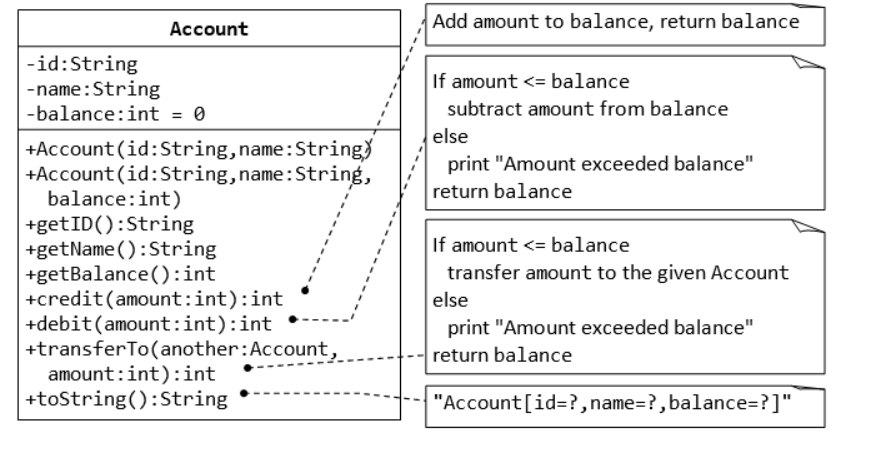 Account
-id:String
-name:String
-balance:int = 0
+Account(id:String,name:String)
+Account(id:String,name:String,
balance:int)
+getID():String
+getName():String
+getBalance():int
+credit(amount:int):int
+debit(amount:int):int
+transferTo(another:Account,
amount:int):int
+toString():String
Add amount to balance, return balance
If amount <= balance
subtract amount from balance
else
print "Amount exceeded balance"
return balance
If amount <= balance
transfer amount to the given Account
else
print "Amount exceeded balance"
return balance
"Account[id=?,name=?,balance=?]"